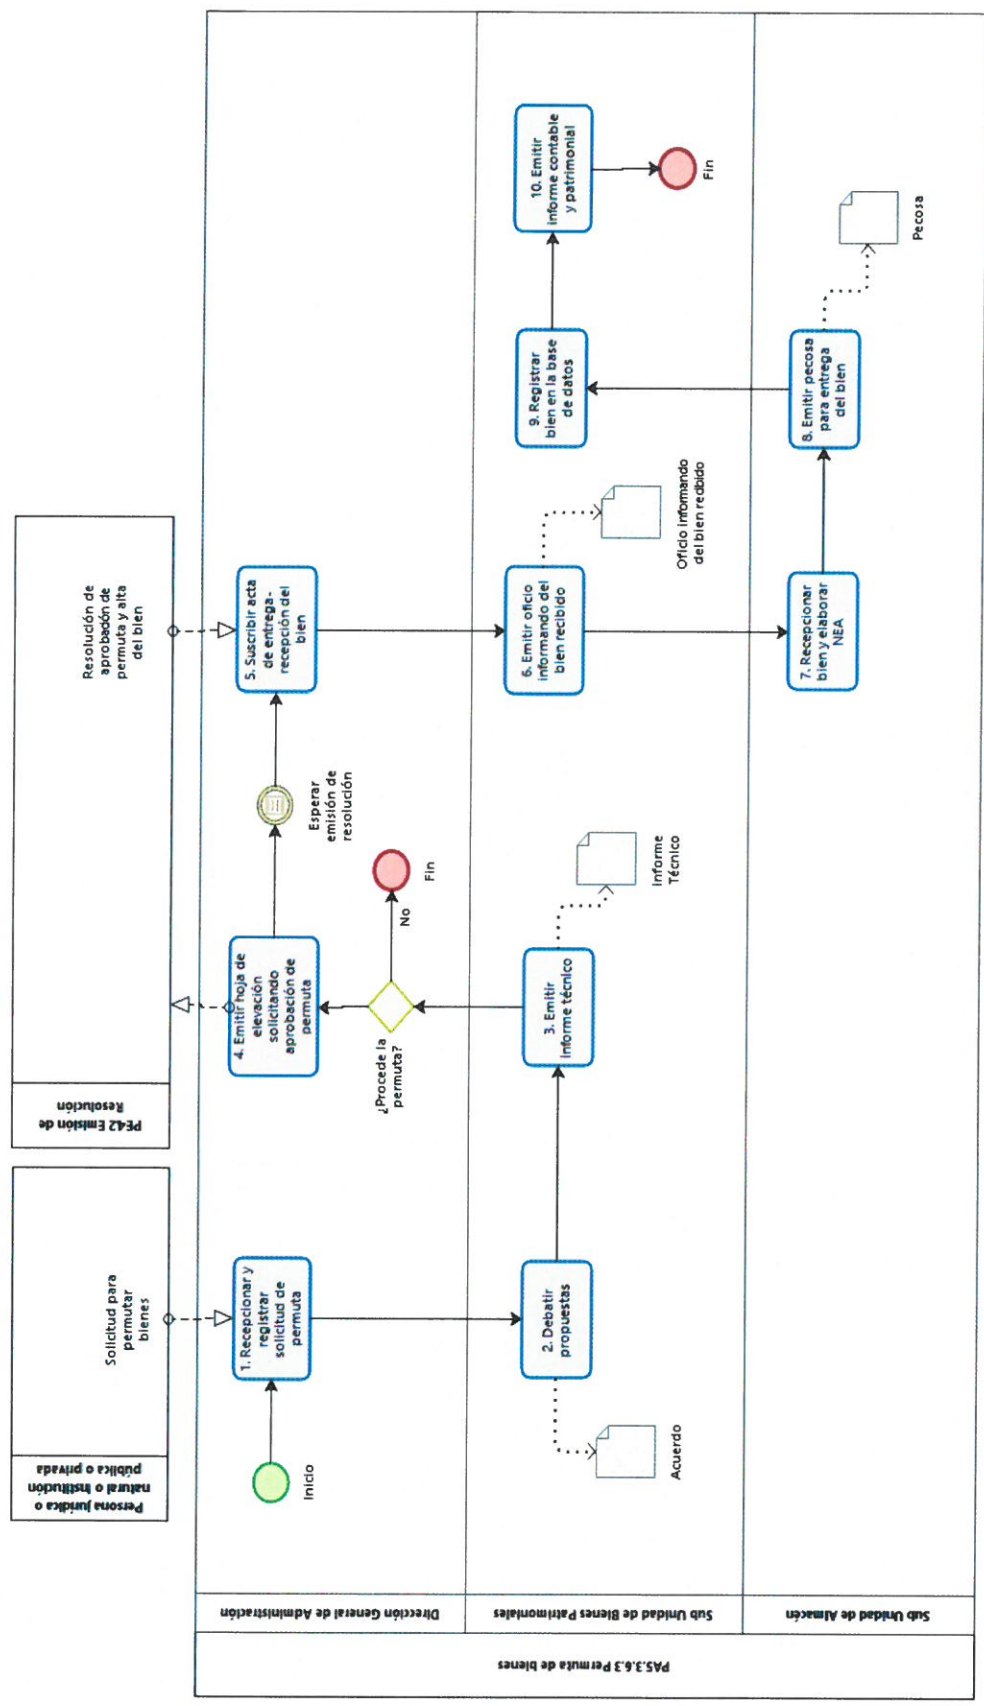 Persona jurídica o
natural o Institución
pública o privada
Solicitud para
permutar
bienes
PE4.2 Emisión de
Resolución
Resolución de
aprobación de
permuta y alta
del bien
PA5.3.6.3 Permuta de bienes
Dirección General de Administración
Inicio
1. Recepcionar y
registrar
solicitud de
permuta
4. Emitir hoja de
elevación
solicitando
aprobación de
permuta
¿Procede la
permuta?
No
Fin
Esperar
emisión de
resolución
5. Suscribir acta
de entrega-
recepción del
bien
Sub Unidad de Bienes Patrimoniales
Acuerdo
2. Debatir
propuestas
3. Emitir
informe técnico
Informe
Técnico
6. Emitir oficio
informando del
bien recibido
Oficio informando
del bien recibido
9. Registrar
bien en la base
de datos
10. Emitir
informe contable
y patrimonial
Fin
Sub Unidad de Almacén
7. Recepcionar
bien y elaborar
NEA
8. Emitir pecosa
para entrega
del bien
Pecosa